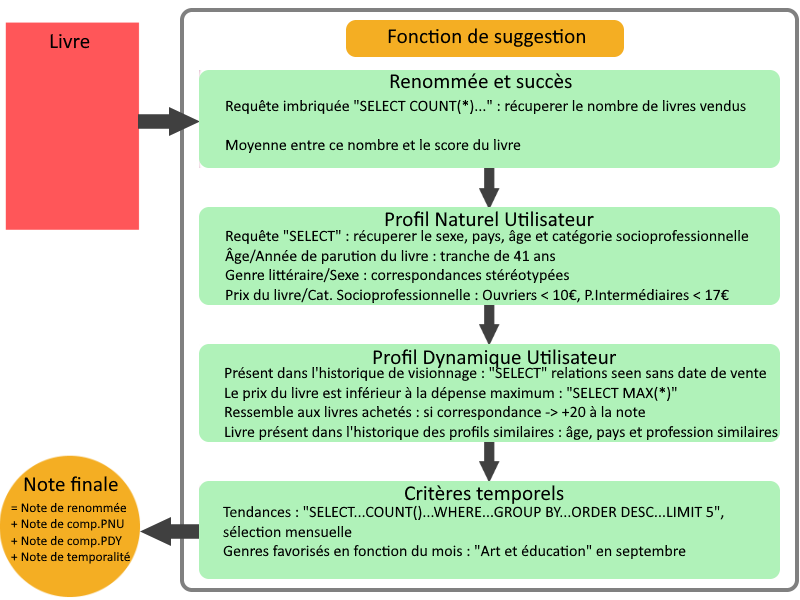 Livre
Fonction de suggestion
Renommée et succès
Requête imbriquée "SELECT COUNT(*)..." : récuperer le nombre de livres vendus
Moyenne entre ce nombre et le score du livre
Profil Naturel Utilisateur
Requête "SELECT" : récuperer le sexe, pays, âge et catégorie socioprofessionnelle
Âge/Année de parution du livre : tranche de 41 ans
Genre littéraire/Sexe : correspondances stéréotypées
Prix du livre/Cat. Socioprofessionnelle : Ouvriers < 10€, P.Intermédiaires < 17€
Profil Dynamique Utilisateur
Présent dans l'historique de visionnage : "SELECT" relations seen sans date de vente
Le prix du livre est inférieur à la dépense maximum : "SELECT MAX(*)"
Ressemble aux livres achetés : si correspondance -> +20 à la note
Livre présent dans l'historique des profils similaires : âge, pays et profession similaires
Critères temporels
Tendances : "SELECT...COUNT()...WHERE...GROUP BY...ORDER DESC...LIMIT 5",
sélection mensuelle
Genres favorisés en fonction du mois : "Art et éducation" en septembre
Note finale
= Note de renommée
+ Note de comp.PNU
+ Note de comp.PDY
+ Note de temporalité